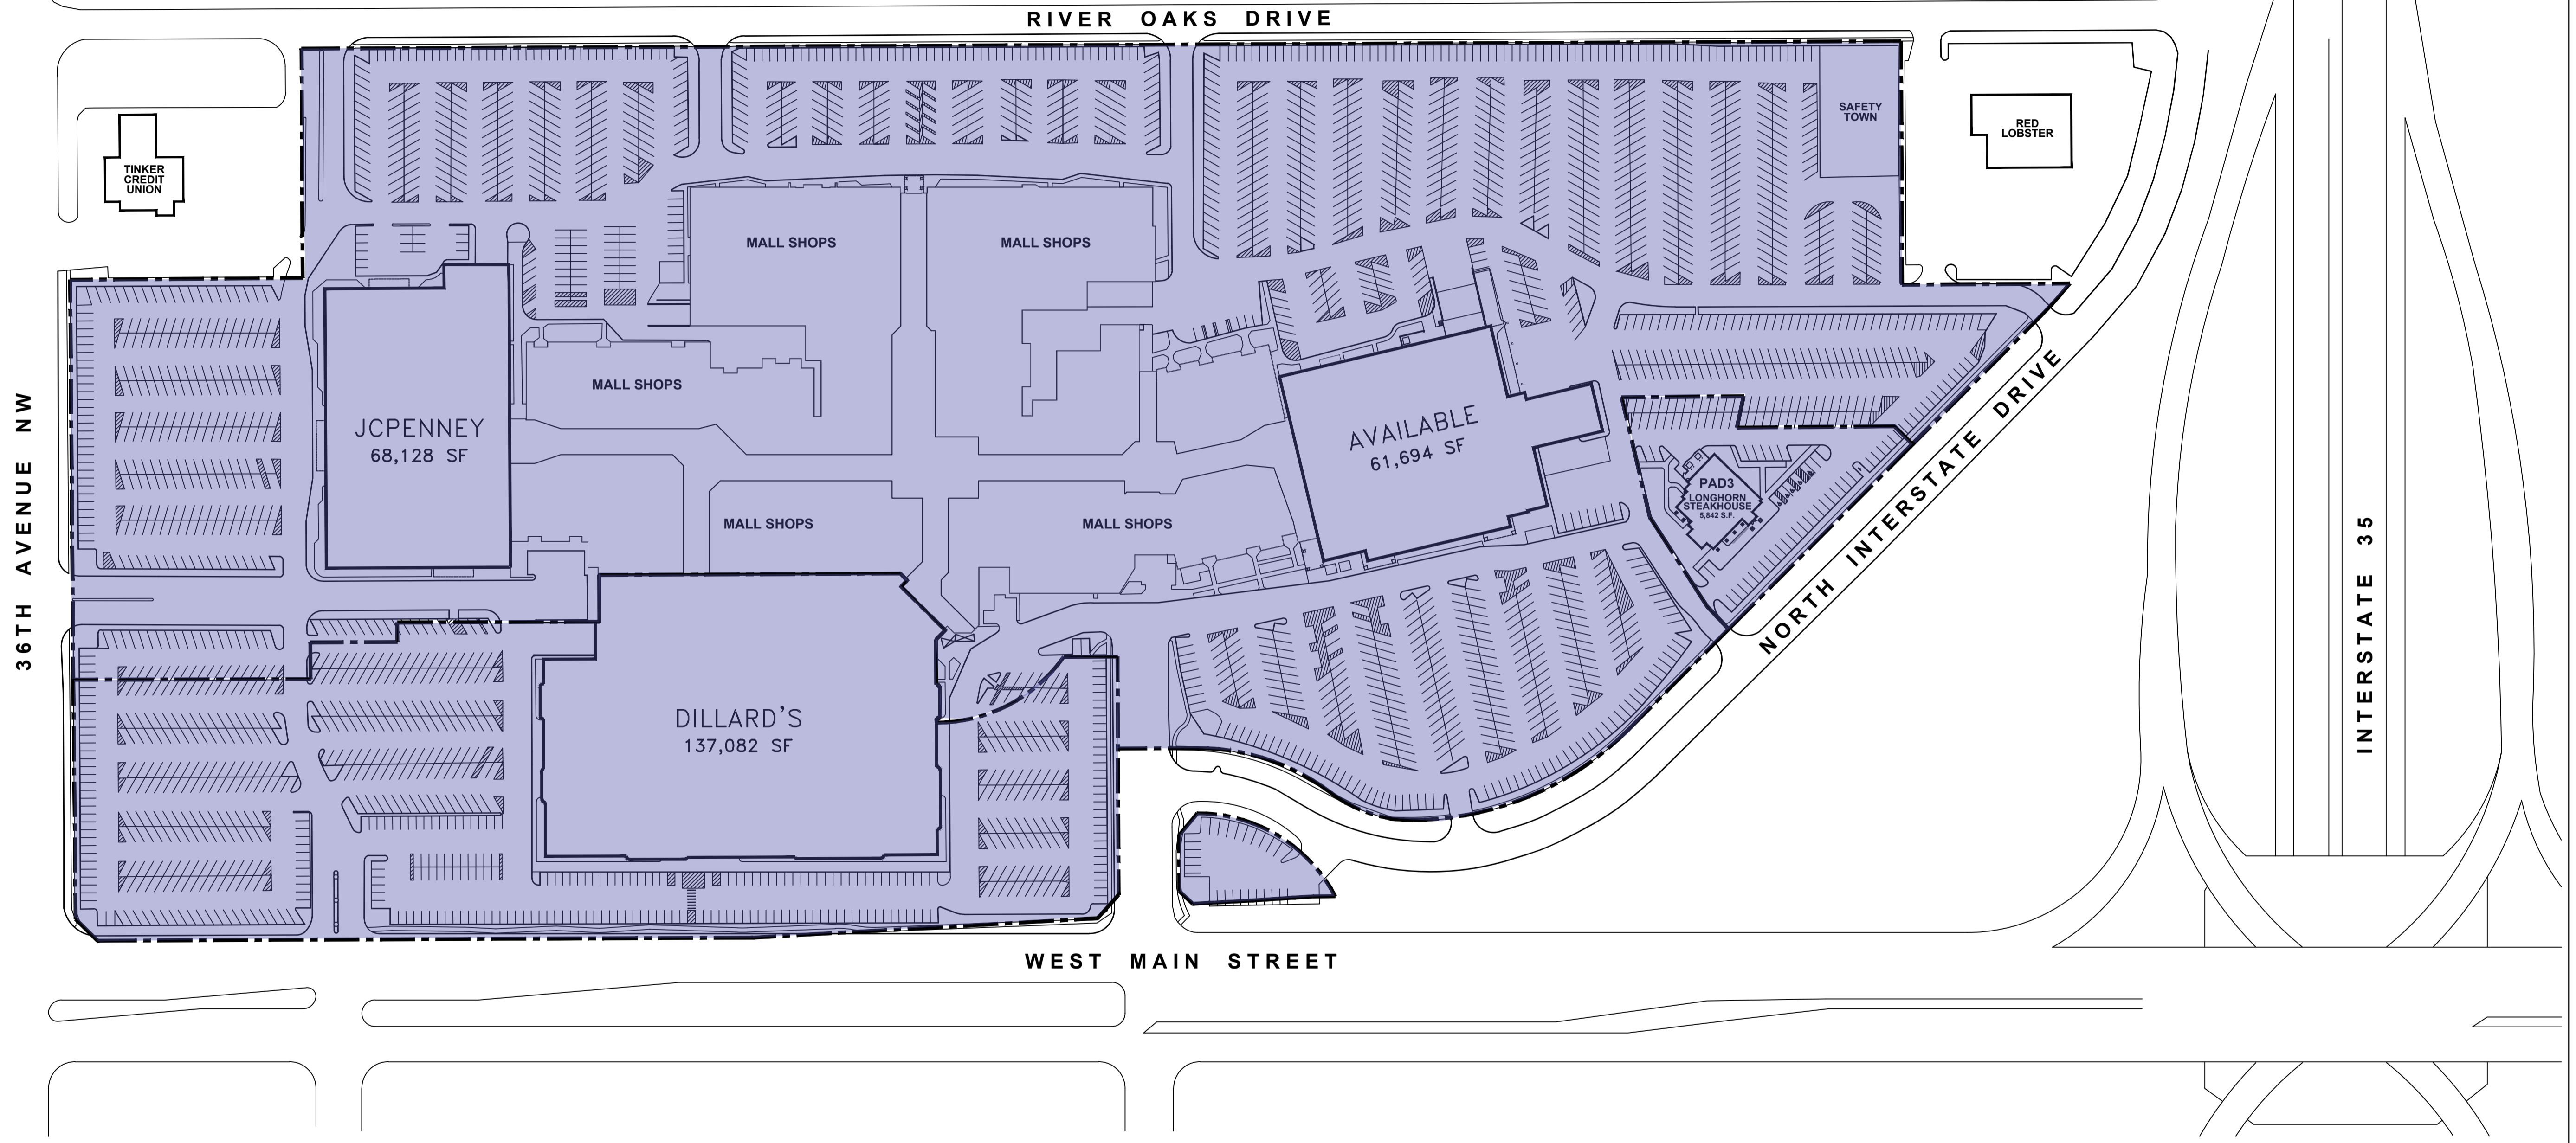 RIVER OAKS DRIVE
SAFETY
TOWN
RED
LOBSTER
TINKER
CREDIT
UNION
MALL SHOPS
MALL SHOPS
MALL SHOPS
JCPENNEY
68,128 SF
AVAILABLE
61,694 SF
36TH AVENUE NW
NORTH INTERSTATE DRIVE
INTERSTATE 35
PAD3
LONGHORN
STEAKHOUSE
5,842 S.F.
MALL SHOPS
MALL SHOPS
DILLARD'S
137,082 SF
WEST MAIN STREET